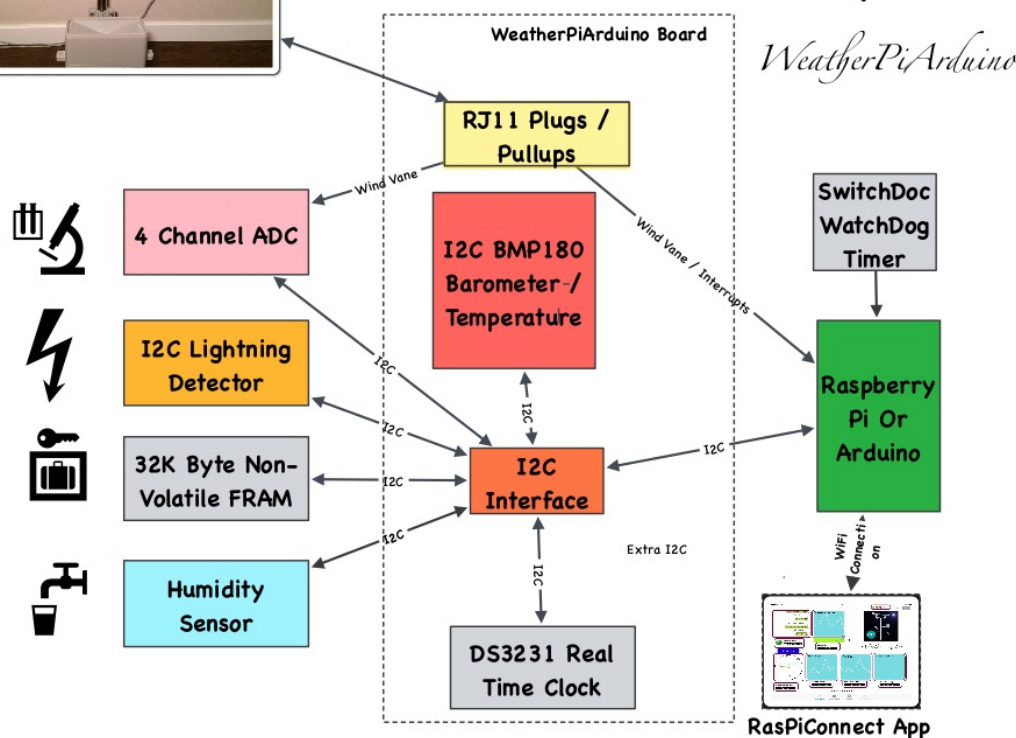 WeatherPiArduino Board
WeatherPiArduino
RJ11 Plugs /
Pullups
Wind Vane
Wind Vane / Interrupts
4 Channel ADC
I2C BMP180
Barometer /
Temperature
SwitchDoc
WatchDog
Timer
I2C Lightning
Detector
I2C
I2C
I2C
Raspberry
Pi Or
Arduino
32K Byte Non-
Volatile FRAM
I2C
I2C
Interface
I2C
I2C
Extra I2C
WiFi
Connecti
on
Humidity
Sensor
I2C
DS3231 Real
Time Clock
RasPiConnect App